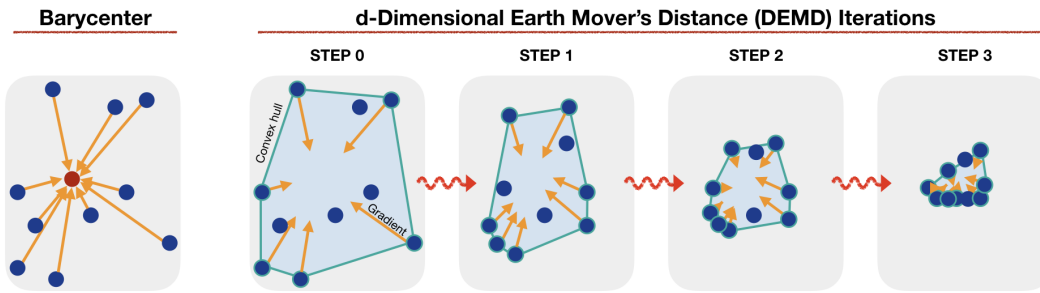 Barycenter
d-Dimensional Earth Mover's Distance (DEMD) Iterations
STEP 0
STEP 1
STEP 2
STEP 3
Convex hull
Gradient